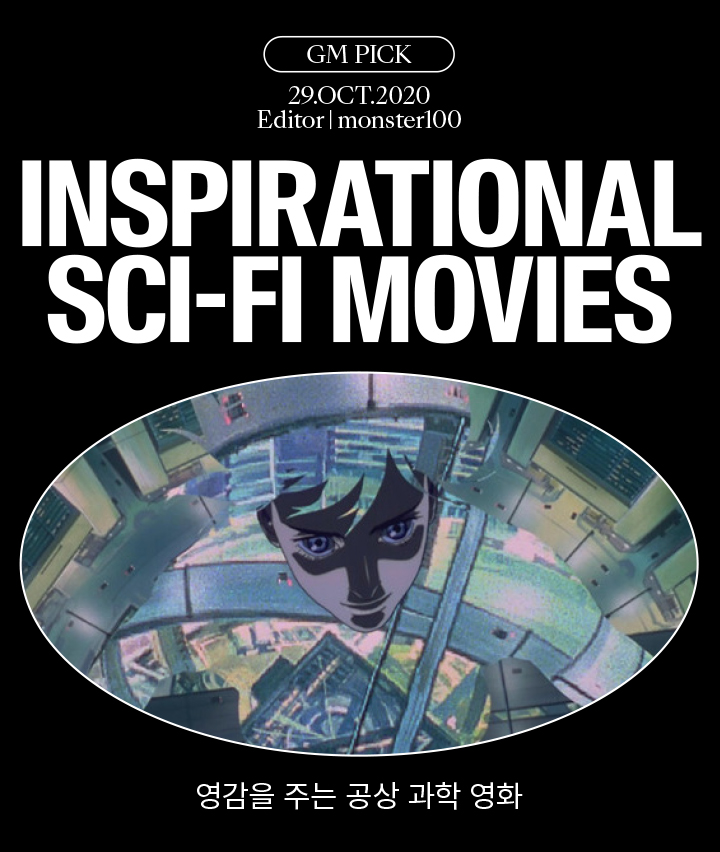 GM PICK
29.OCT.2020
Editor | monster100
INSPIRATIONAL
SCI-FI MOVIES
영감을 주는 공상 과학 영화